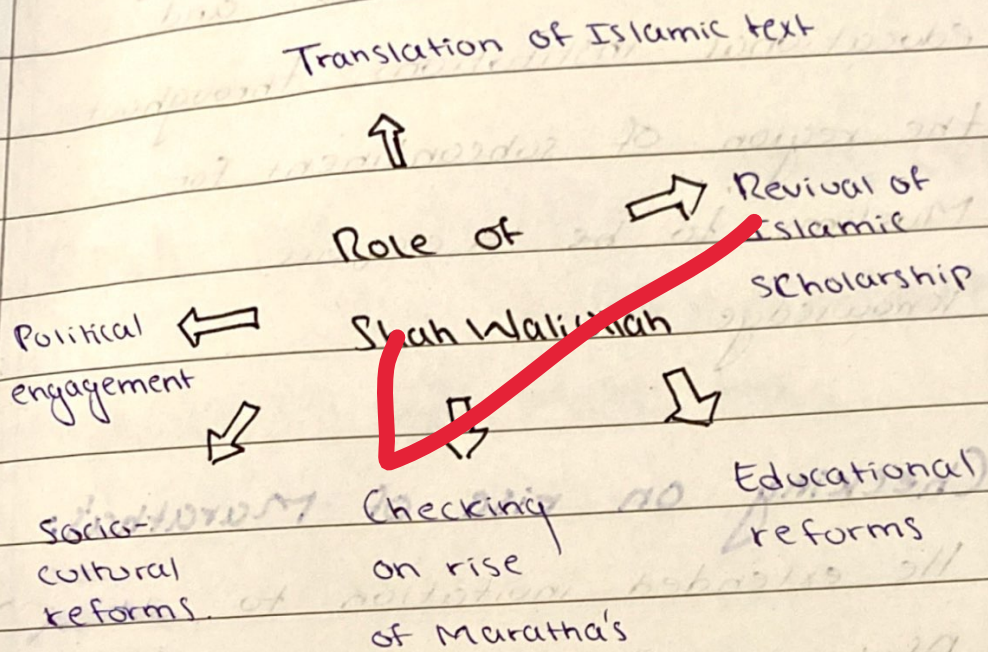 Translation of Islamic text
Role of
Shah Waliullah
Revival of
Islamic
scholarship
Political
engagement
Socio-
cultural
reforms.
Checking
on rise
of Maratha's
Educational
reforms